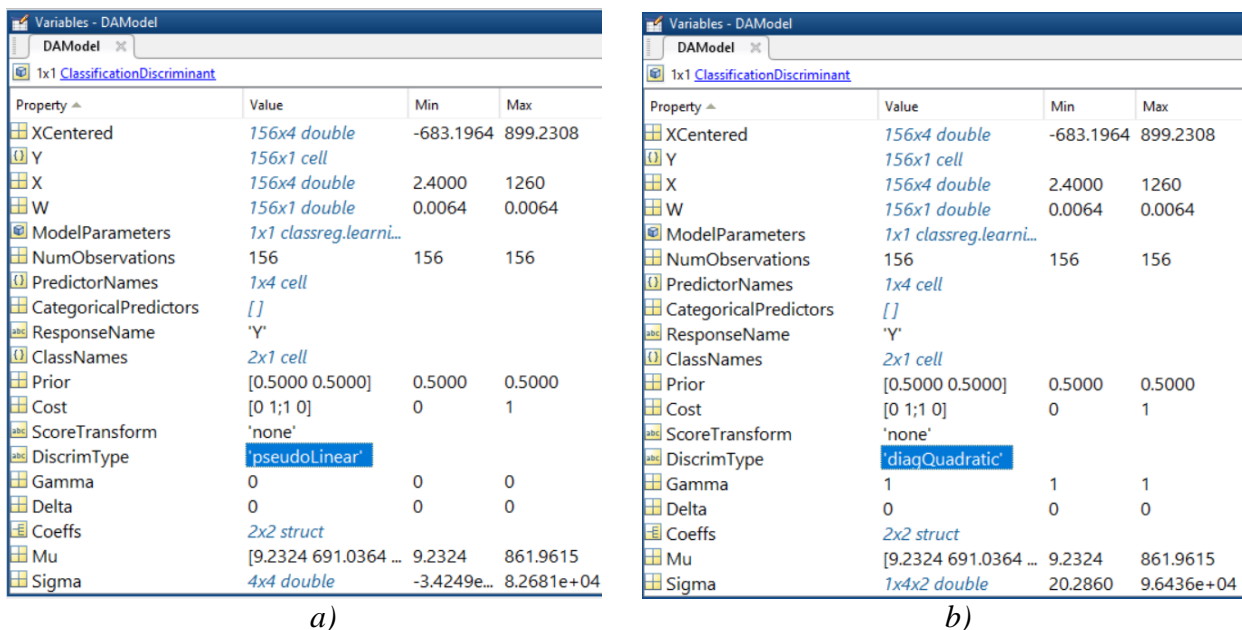 Variables - DAModel
DAModel
1x1 ClassificationDiscriminant
Property Value Min Max
XCentered 156x4 double -683.1964 899.2308
Y 156x1 cell
X 156x4 double 2.4000 1260
W 156x1 double 0.0064 0.0064
ModelParameters 1x1 classreg.learni...
NumObservations 156 156 156
PredictorNames 1x4 cell
CategoricalPredictors []
ResponseName 'Y'
ClassNames 2x1 cell
Prior [0.5000 0.5000] 0.5000 0.5000
Cost [0 1;1 0] 0 1
ScoreTransform 'none'
DiscrimType 'pseudoLinear'
Gamma 0 0 0
Delta 0 0 0
Coeffs 2x2 struct
Mu [9.2324 691.0364 ... 9.2324 861.9615
Sigma 4x4 double -3.4249e... 8.2681e+04
a)
Variables - DAModel
DAModel
1x1 ClassificationDiscriminant
Property Value Min Max
XCentered 156x4 double -683.1964 899.2308
Y 156x1 cell
X 156x4 double 2.4000 1260
W 156x1 double 0.0064 0.0064
ModelParameters 1x1 classreg.learni...
NumObservations 156 156 156
PredictorNames 1x4 cell
CategoricalPredictors []
ResponseName 'Y'
ClassNames 2x1 cell
Prior [0.5000 0.5000] 0.5000 0.5000
Cost [0 1;1 0] 0 1
ScoreTransform 'none'
DiscrimType 'diagQuadratic'
Gamma 1 1 1
Delta 0 0 0
Coeffs 2x2 struct
Mu [9.2324 691.0364 ... 9.2324 861.9615
Sigma 1x4x2 double 20.2860 9.6436e+04
b)